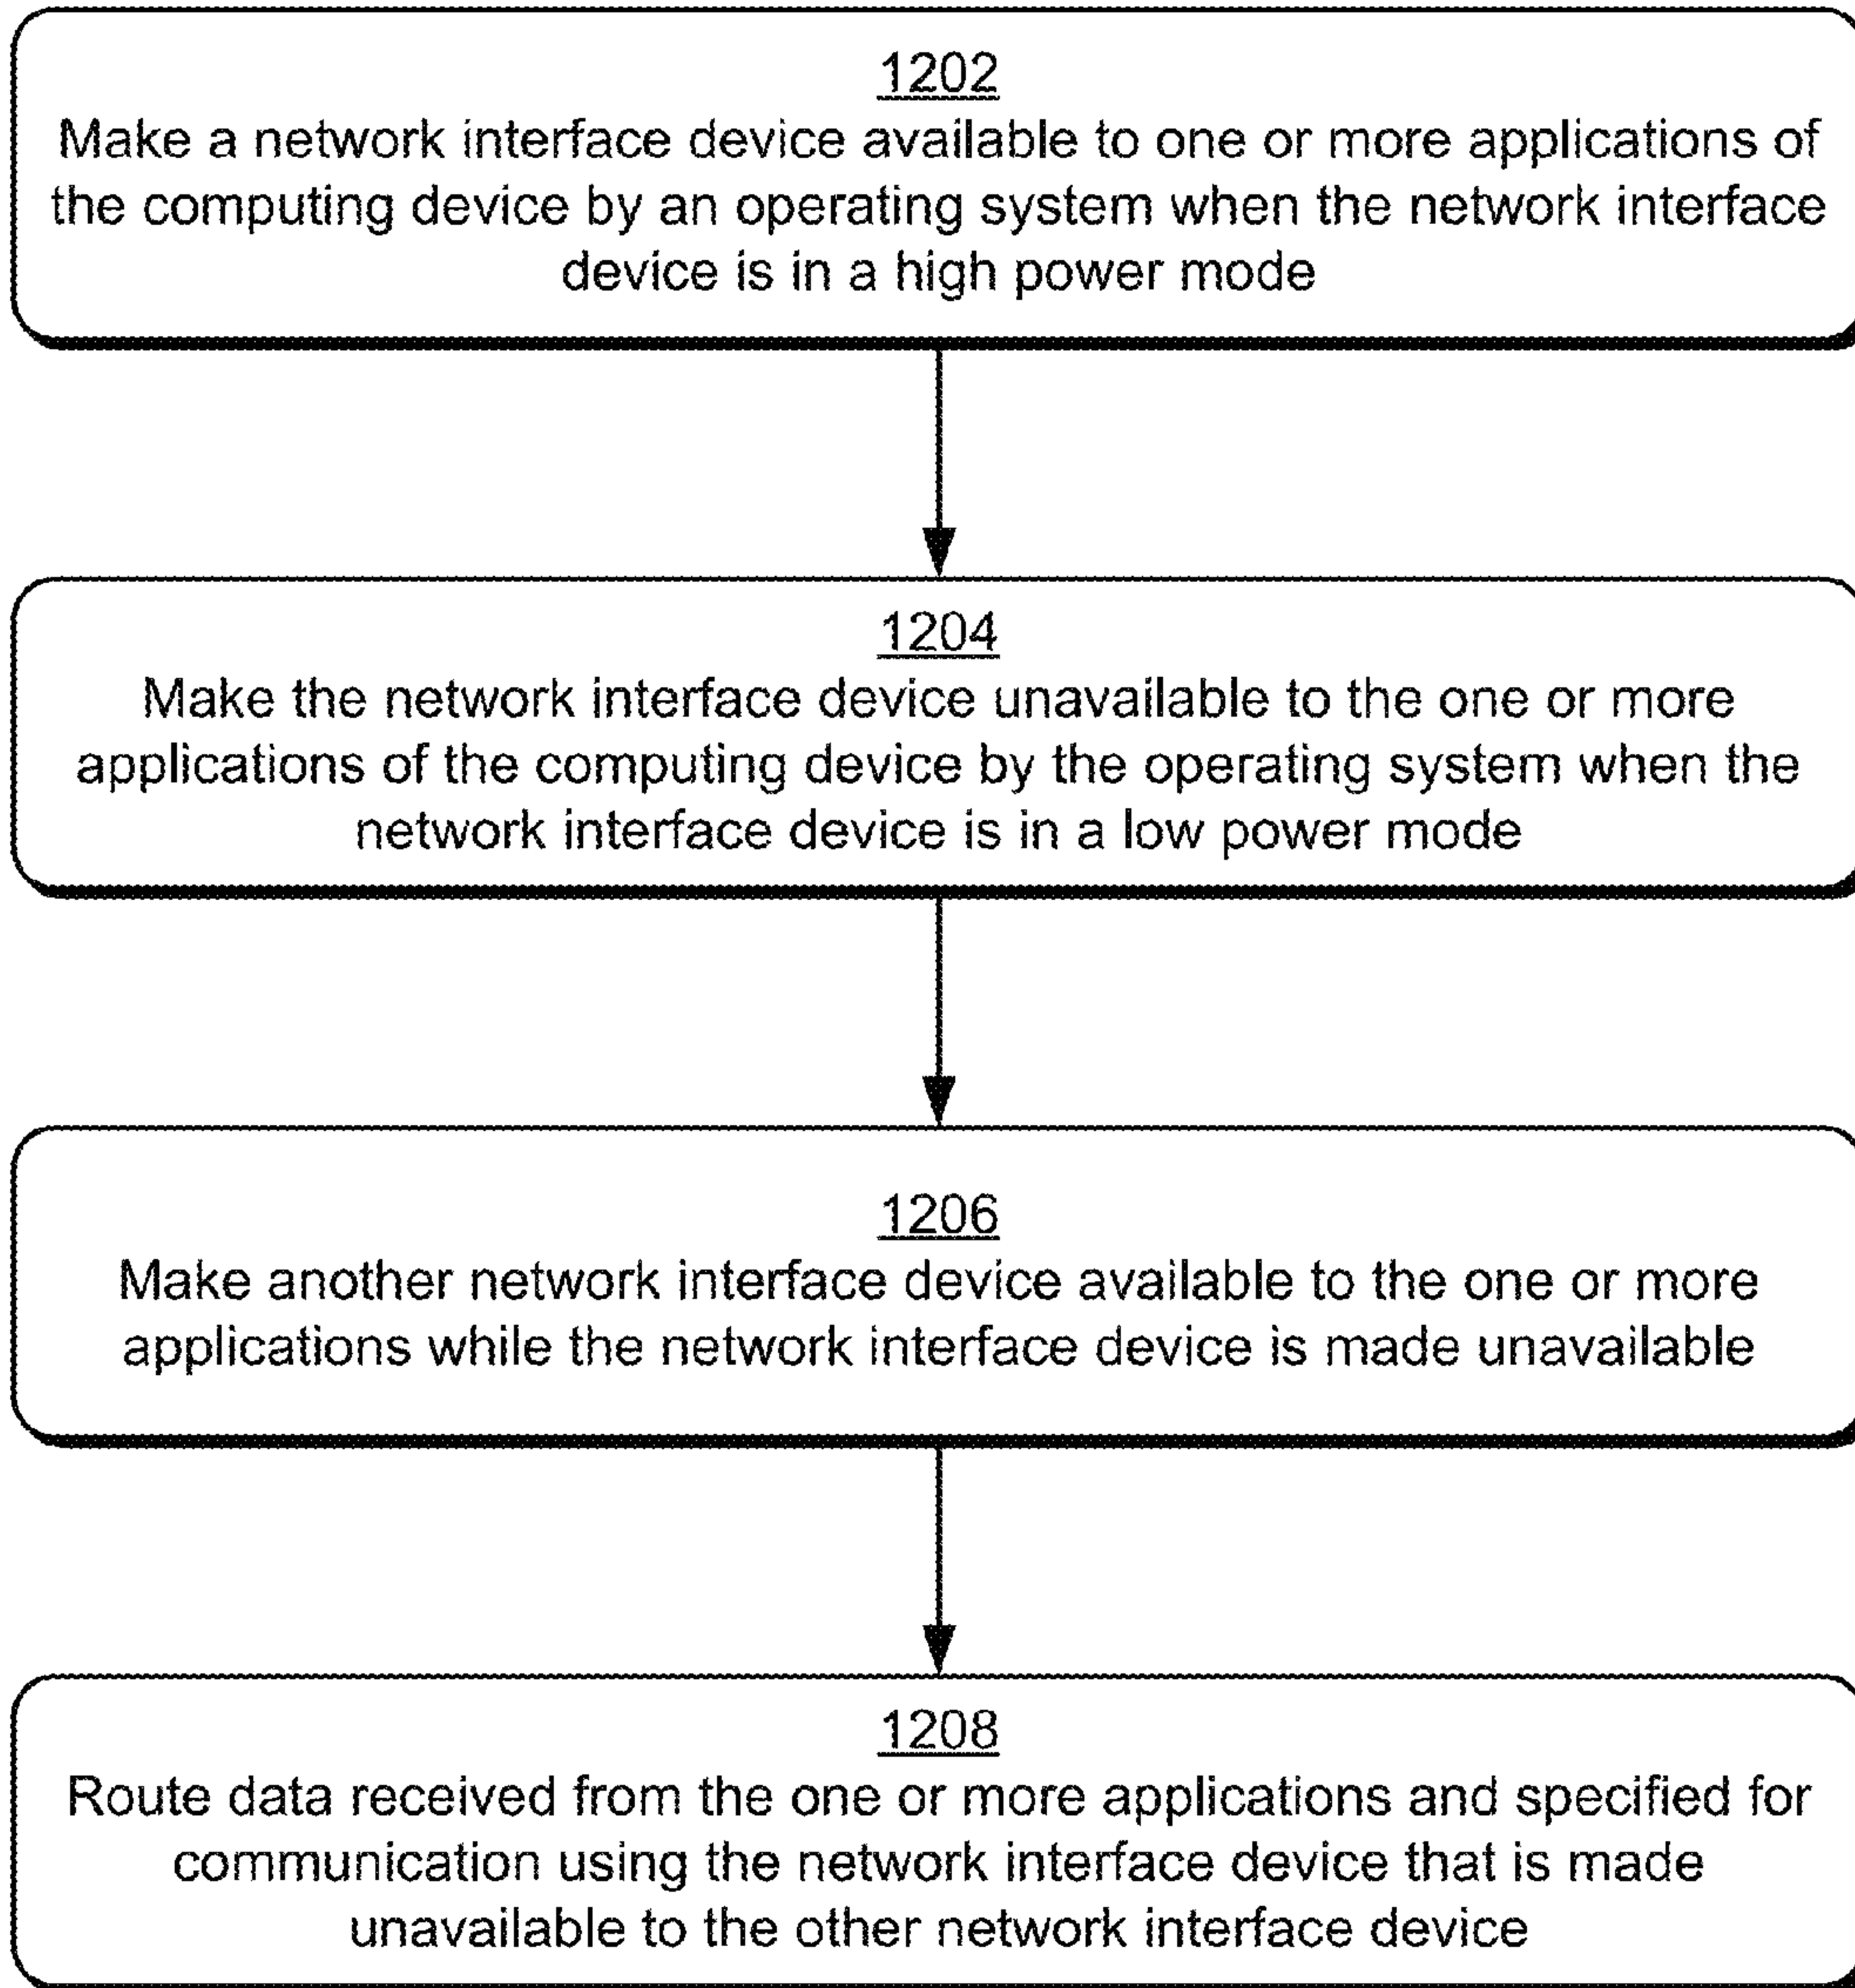 1202
Make a network interface device available to one or more applications of
the computing device by an operating system when the network interface
device is in a high power mode
1204
Make the network interface device unavailable to the one or more
applications of the computing device by the operating system when the
network interface device is in a low power mode
1206
Make another network interface device available to the one or more
applications while the network interface device is made unavailable
1208
Route data received from the one or more applications and specified for
communication using the network interface device that is made
unavailable to the other network interface device